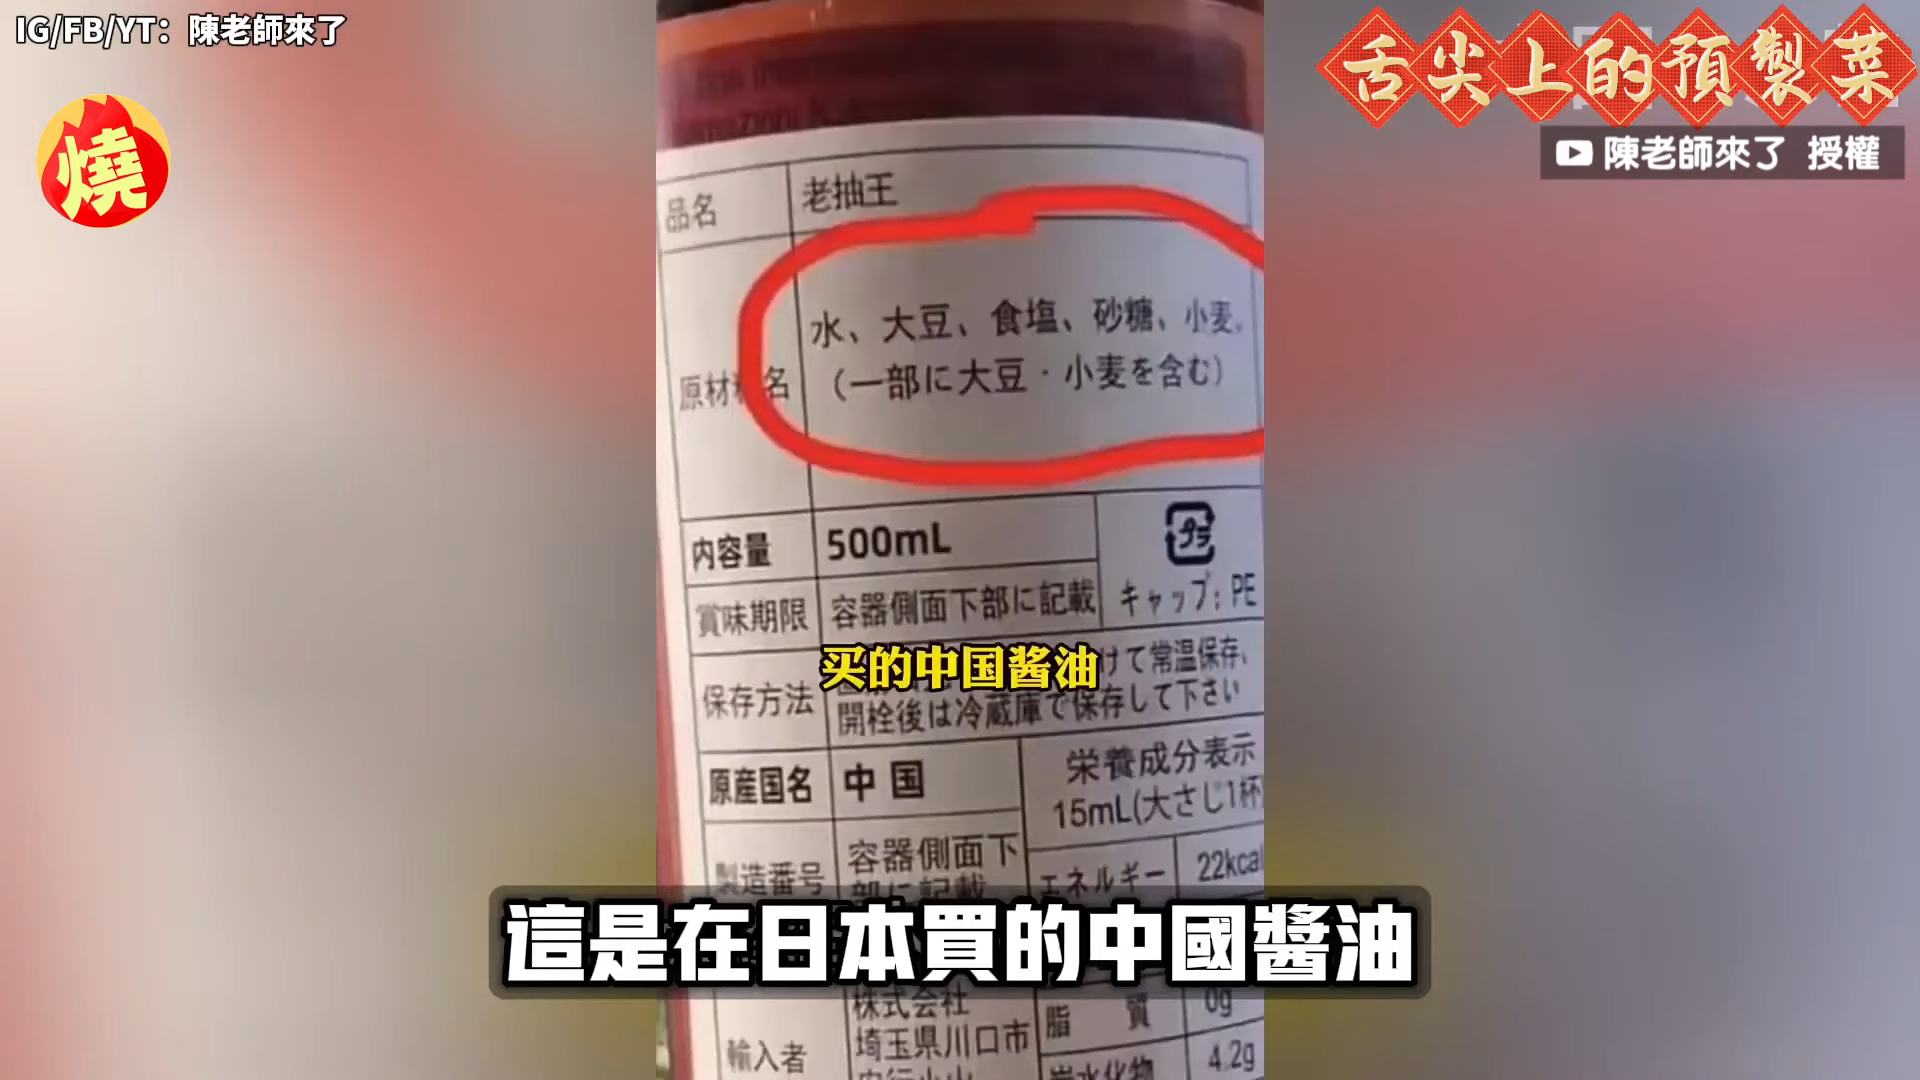 IG/FB/YT：陳老師來了
燒
舌尖上的預製菜
陳老師來了 授權
品名 老抽王
原材料名 水、大豆、食塩、砂糖、小麦、
（一部に大豆・小麦を含む）
内容量 500mL
プラ
キャップ：PE
賞味期限 容器側面下部に記載
买的中国酱油
保存方法 けて常温保存、
開栓後は冷蔵庫で保存して下さい
原産国名 中国
栄養成分表示
15mL(大さじ1杯)
製造番号 容器側面下
部に記載
エネルギー 22kcal
這是在日本買的中國醬油
輸入者 株式会社
埼玉県川口市
脂質 0g
炭水化物 4.2g